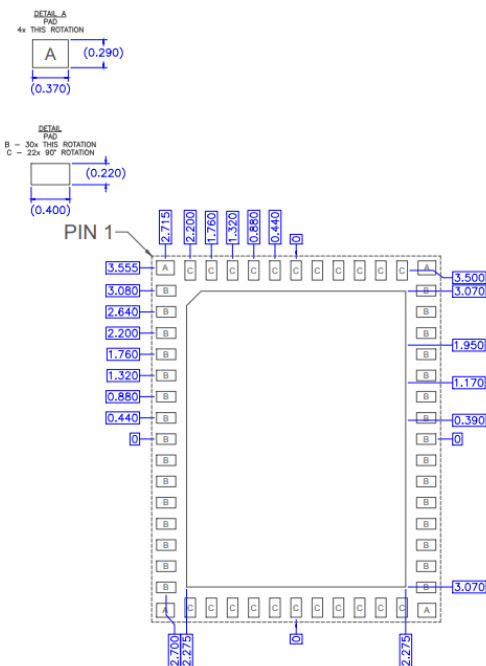 DETAIL A
PAD
4x THIS ROTATION
A
(0.290)
(0.370)
DETAIL
PAD
B – 30x THIS ROTATION
C – 22x 90° ROTATION
(0.220)
(0.400)
PIN 1
2.715 2.200 1.760 1.320 0.880 0.440 0
3.555 A C C C C C C C C C C C A 3.500
3.080 B B 3.070
2.640 B B
2.200 B B 1.950
1.760 B B
1.320 B B 1.170
0.880 B B
0.440 B B 0.390
0 B B 0
B B
B B
B B
B B
B B
B B
B B 3.070
A C C C C C C C C C C C A
2.700 2.275 0 2.275